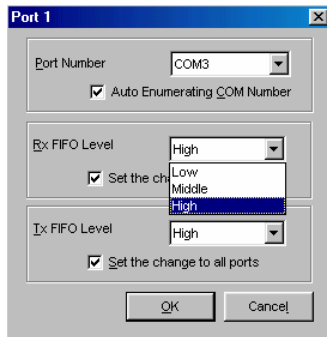 Port 1
Port Number
COM3
Auto Enumerating COM Number
Rx FIFO Level
High
Set the
Low
Middle
High
Tx FIFO Level
High
Set the change to all ports
OK
Cancel